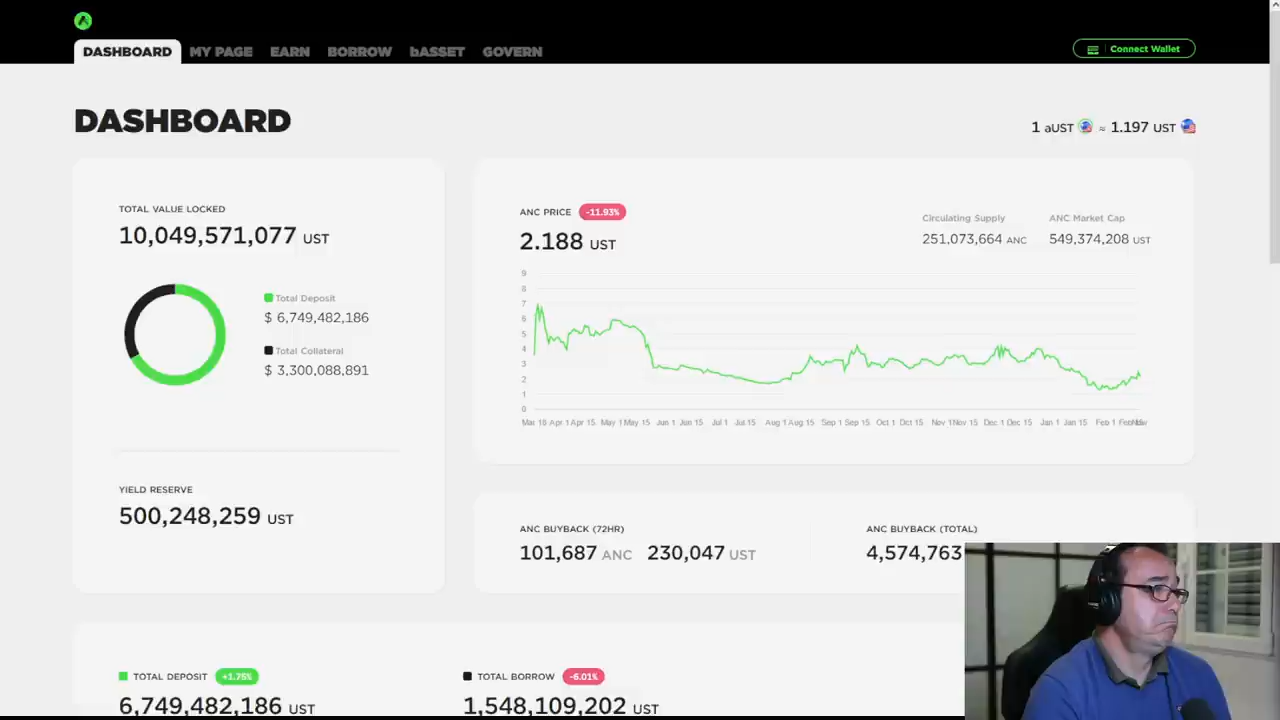 DASHBOARD MY PAGE EARN BORROW bASSET GOVERN
Connect Wallet
DASHBOARD
1 aUST ≈ 1.197 UST
TOTAL VALUE LOCKED
10,049,571,077 UST
Total Deposit
$ 6,749,482,186
Total Collateral
$ 3,300,088,891
YIELD RESERVE
500,248,259 UST
ANC PRICE -11.93%
2.188 UST
Circulating Supply
251,073,664 ANC
ANC Market Cap
549,374,208 UST
9
8
7
6
5
4
3
2
1
0
Mar 18 Apr 1 Apr 15 May 1 May 15 Jun 1 Jun 15 Jul 1 Jul 15 Aug 1 Aug 15 Sep 1 Sep 15 Oct 1 Oct 15 Nov 1 Nov 15 Dec 1 Dec 15 Jan 1 Jan 15 Feb 1
ANC BUYBACK (72HR)
101,687 ANC 230,047 UST
ANC BUYBACK (TOTAL)
4,574,763
TOTAL DEPOSIT +1.75%
6,749,482,186 UST
TOTAL BORROW -6.01%
1,548,109,202 UST